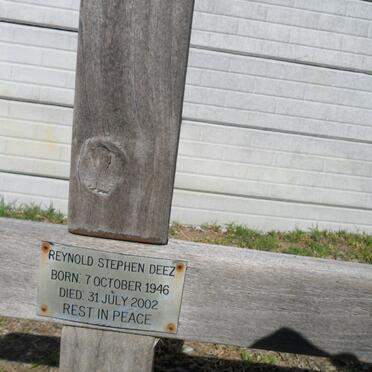 REYNOLD STEPHEN DEEZ
BORN: 7 OCTOBER 1946
DIED: 31 JULY 2002
REST IN PEACE